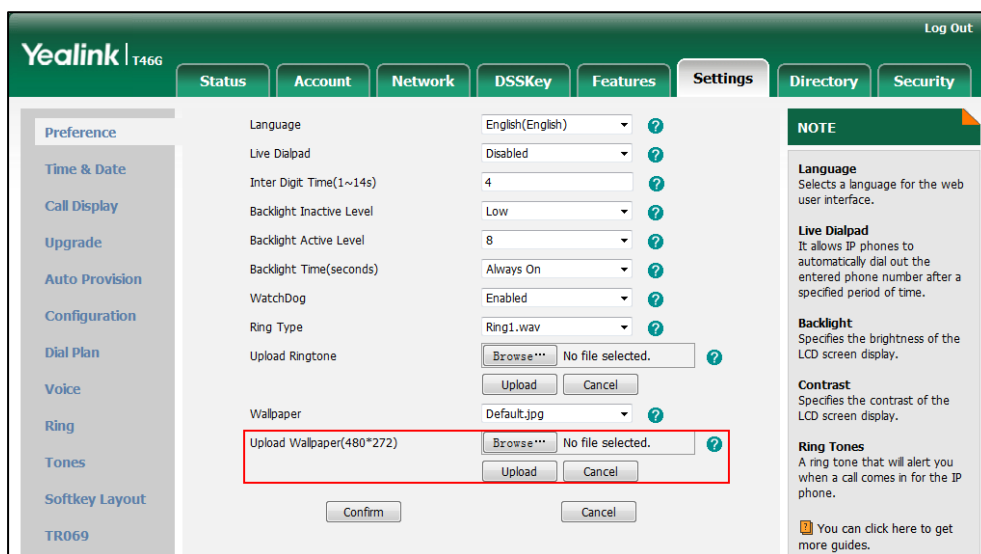 Log Out
Yealink T46G
Status Account Network DSSKey Features Settings Directory Security
Preference
Time & Date
Call Display
Upgrade
Auto Provision
Configuration
Dial Plan
Voice
Ring
Tones
Softkey Layout
TR069
Language English(English) ?
Live Dialpad Disabled ?
Inter Digit Time(1~14s) 4 ?
Backlight Inactive Level Low ?
Backlight Active Level 8 ?
Backlight Time(seconds) Always On ?
WatchDog Enabled ?
Ring Type Ring1.wav ?
Upload Ringtone Browse··· No file selected. ?
Upload Cancel
Wallpaper Default.jpg ?
Upload Wallpaper(480*272) Browse··· No file selected. ?
Upload Cancel
Confirm Cancel
NOTE
Language
Selects a language for the web
user interface.
Live Dialpad
It allows IP phones to
automatically dial out the
entered phone number after a
specified period of time.
Backlight
Specifies the brightness of the
LCD screen display.
Contrast
Specifies the contrast of the
LCD screen display.
Ring Tones
A ring tone that will alert you
when a call comes in for the IP
phone.
? You can click here to get
more guides.